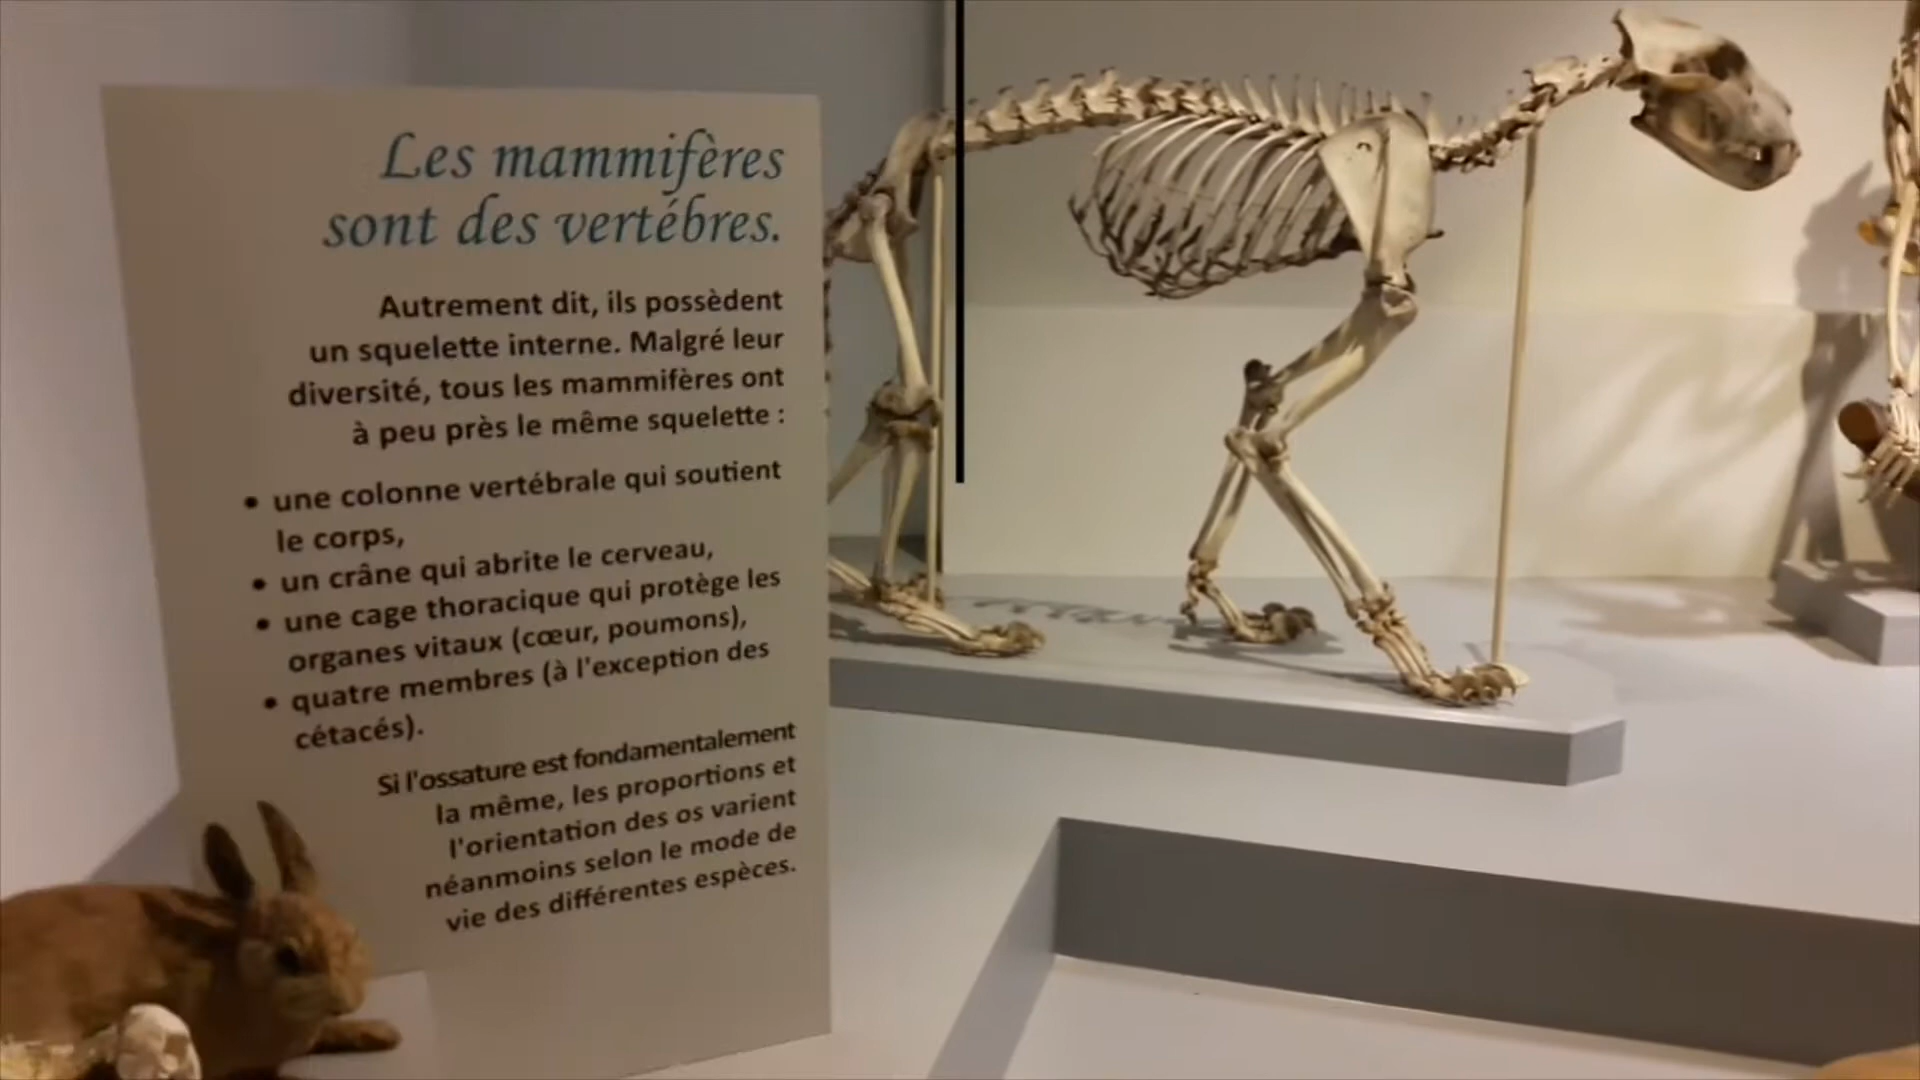 Les mammifères
sont des vertébres.
Autrement dit, ils possèdent
un squelette interne. Malgré leur
diversité, tous les mammifères ont
à peu près le même squelette :
• une colonne vertébrale qui soutient
le corps,
• un crâne qui abrite le cerveau,
• une cage thoracique qui protège les
organes vitaux (cœur, poumons),
• quatre membres (à l'exception des
cétacés).
Si l'ossature est fondamentalement
la même, les proportions et
l'orientation des os varient
néanmoins selon le mode de
vie des différentes espèces.